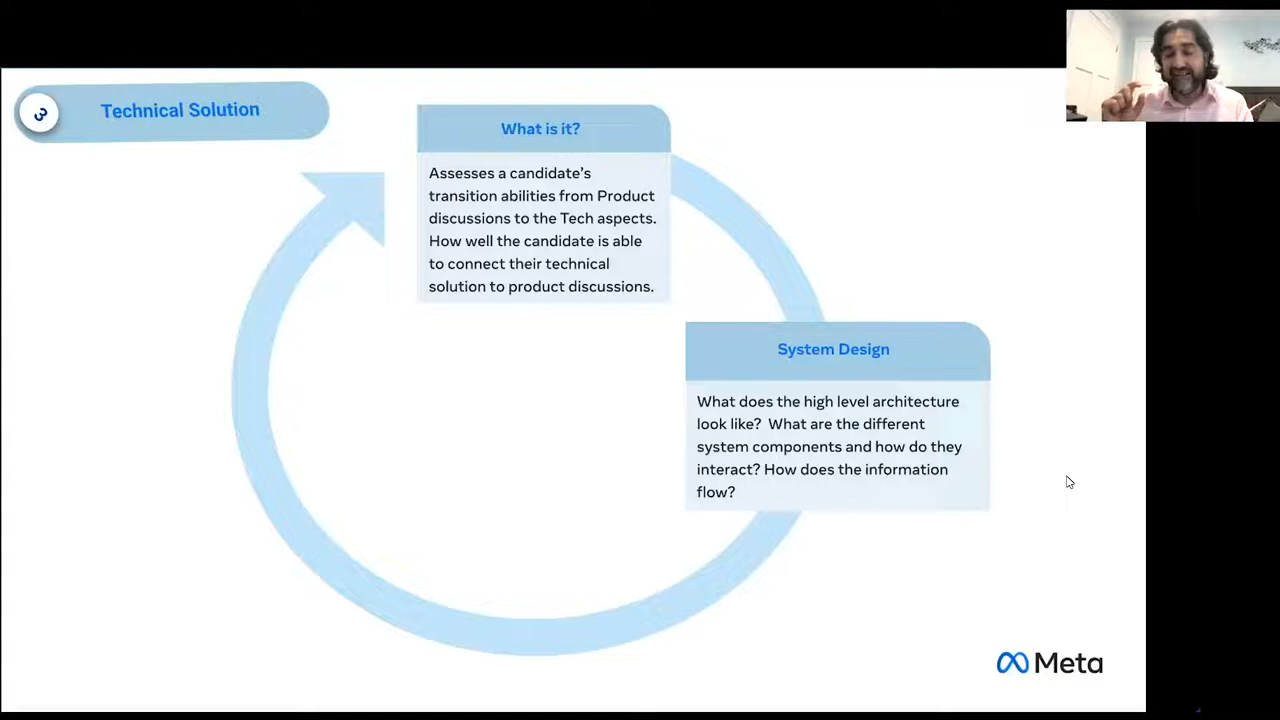 3
Technical Solution
What is it?
Assesses a candidate's
transition abilities from Product
discussions to the Tech aspects.
How well the candidate is able
to connect their technical
solution to product discussions.
System Design
What does the high level architecture
look like?  What are the different
system components and how do they
interact? How does the information
flow?
Meta